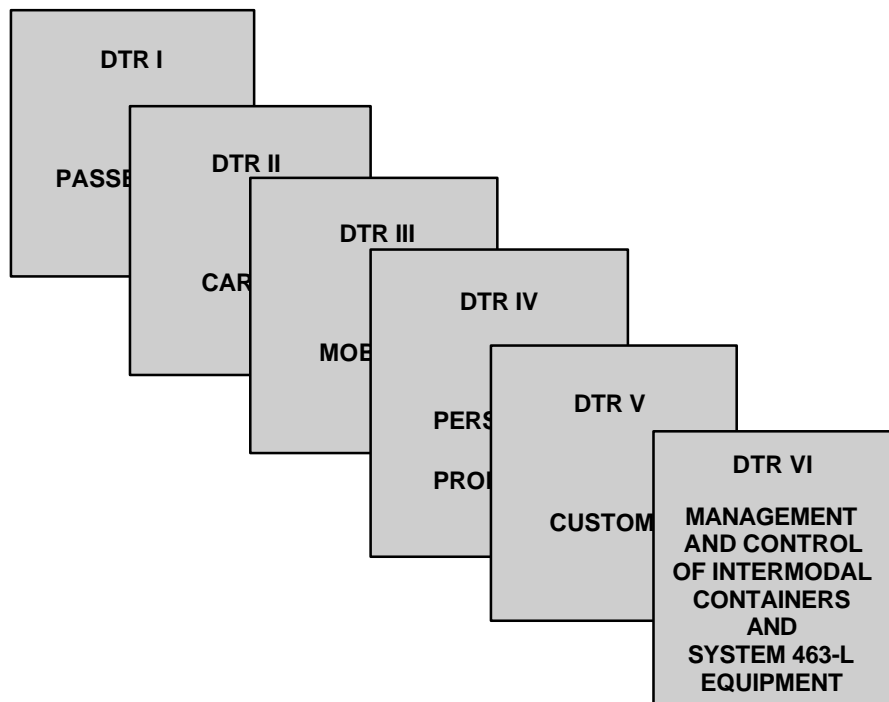 DTR I
PASSE
DTR II
CAR
DTR III
MOB
DTR IV
PERS
PRO
DTR V
CUSTOM
DTR VI
MANAGEMENT
AND CONTROL
OF INTERMODAL
CONTAINERS
AND
SYSTEM 463-L
EQUIPMENT